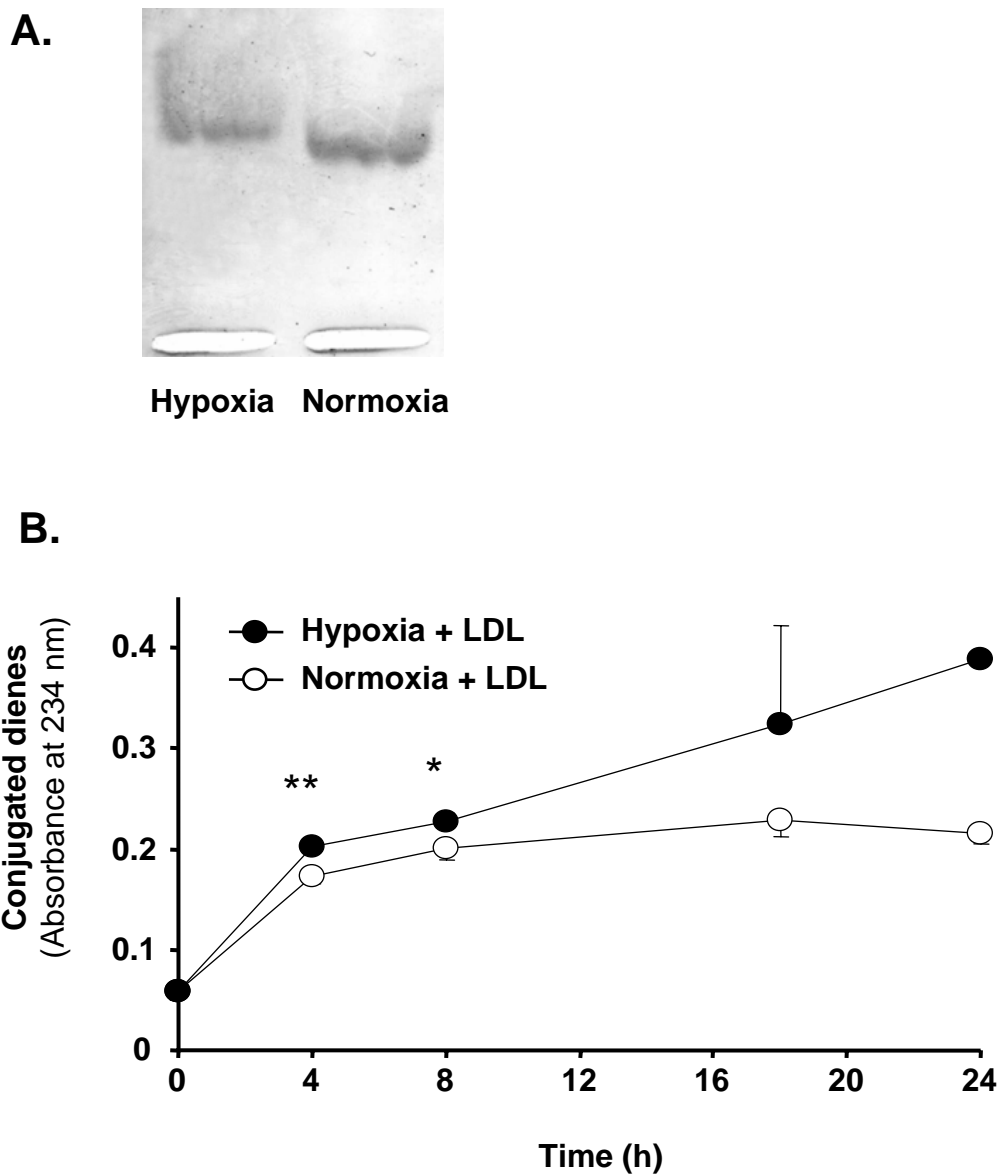 A.
Hypoxia Normoxia
B.
Conjugated dienes
(Absorbance at 234 nm)
Hypoxia + LDL
Normoxia + LDL
0.4
0.3
0.2
0.1
0
** *
0 4 8 12 16 20 24
Time (h)